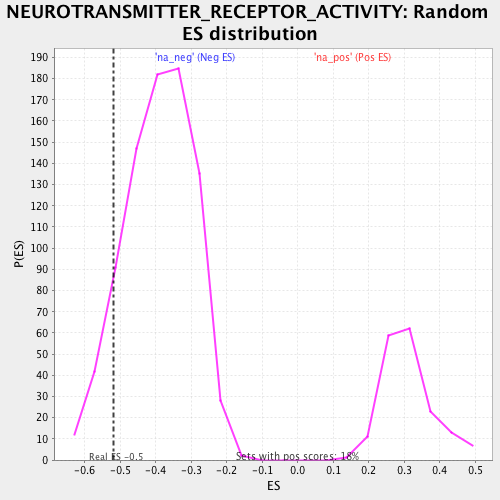 NEUROTRANSMITTER_RECEPTOR_ACTIVITY: Random
ES distribution
'na_neg' (Neg ES)
'na_pos' (Pos ES)
190
180
170
160
150
140
130
120
110
100
90
80
70
60
50
40
30
20
10
0
P(ES)
Real ES -0.5
Sets with pos scores: 18%
-0.6 -0.5 -0.4 -0.3 -0.2 -0.1 0.0 0.1 0.2 0.3 0.4 0.5
ES